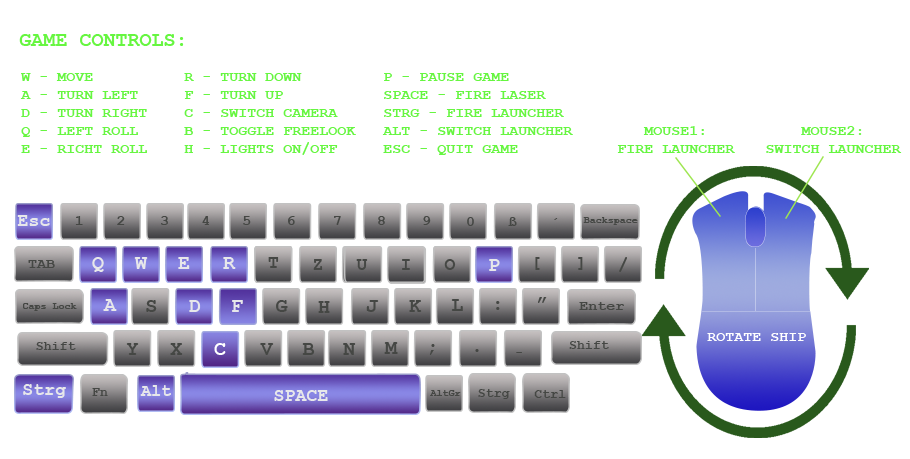 GAME CONTROLS:
W - MOVE
A - TURN LEFT
D - TURN RIGHT
Q - LEFT ROLL
E - RICHT ROLL
R - TURN DOWN
F - TURN UP
C - SWITCH CAMERA
B - TOGGLE FREELOOK
H - LIGHTS ON/OFF
P - PAUSE GAME
SPACE - FIRE LASER
STRG - FIRE LAUNCHER
ALT - SWITCH LAUNCHER
ESC - QUIT GAME
MOUSE1:
FIRE LAUNCHER
MOUSE2:
SWITCH LAUNCHER
Esc 1 2 3 4 5 6 7 8 9 0 ß ´ Backspace
TAB Q W E R T Z U I O P [ ] /
Caps Lock A S D F G H J K L : ” Enter
Shift Y X C V B N M ; . _ Shift
Strg Fn Alt SPACE AltGr Strg Ctrl
ROTATE SHIP